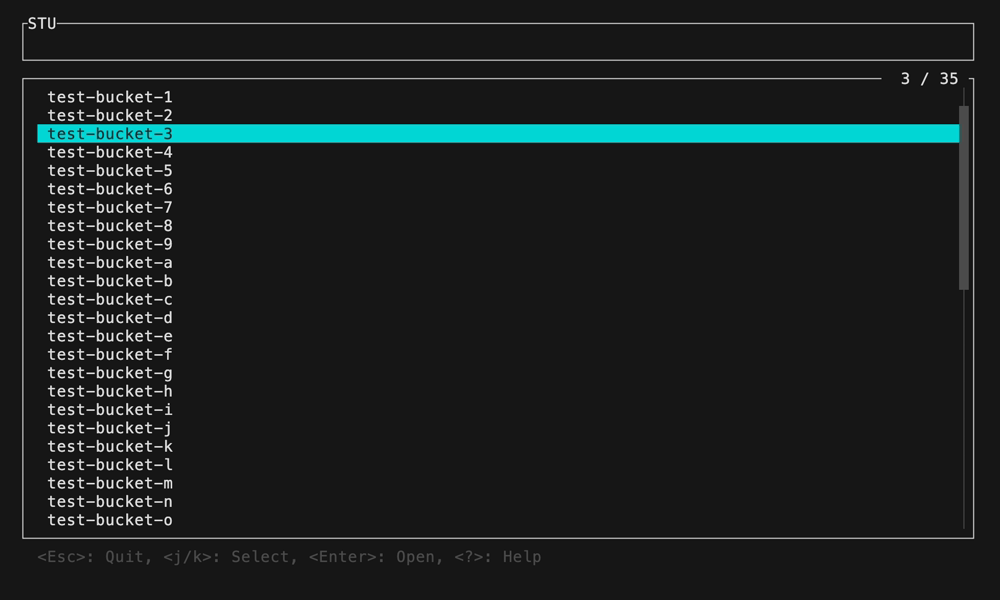 STU
3 / 35
test-bucket-1
test-bucket-2
test-bucket-3
test-bucket-4
test-bucket-5
test-bucket-6
test-bucket-7
test-bucket-8
test-bucket-9
test-bucket-a
test-bucket-b
test-bucket-c
test-bucket-d
test-bucket-e
test-bucket-f
test-bucket-g
test-bucket-h
test-bucket-i
test-bucket-j
test-bucket-k
test-bucket-l
test-bucket-m
test-bucket-n
test-bucket-o
<Esc>: Quit, <j/k>: Select, <Enter>: Open, <?>: Help